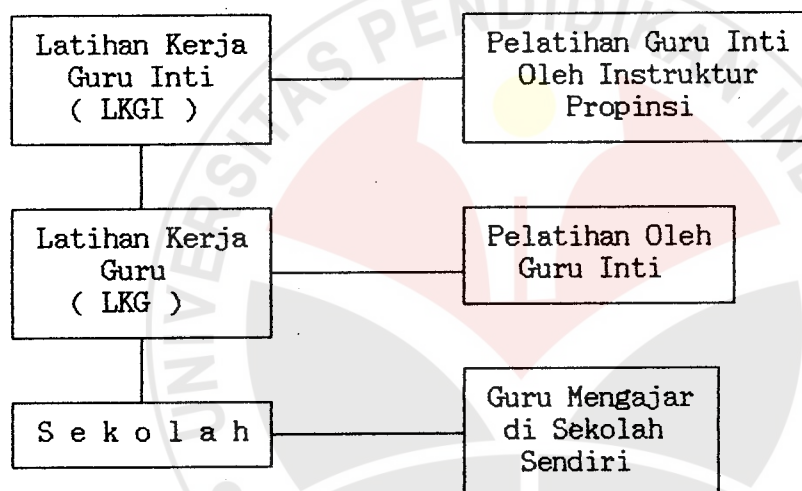 Latihan Kerja
Guru Inti
( LKGI )
Pelatihan Guru Inti
Oleh Instruktur
Propinsi
Latihan Kerja
Guru
( LKG )
Pelatihan Oleh
Guru Inti
S e k o l a h
Guru Mengajar
di Sekolah
Sendiri